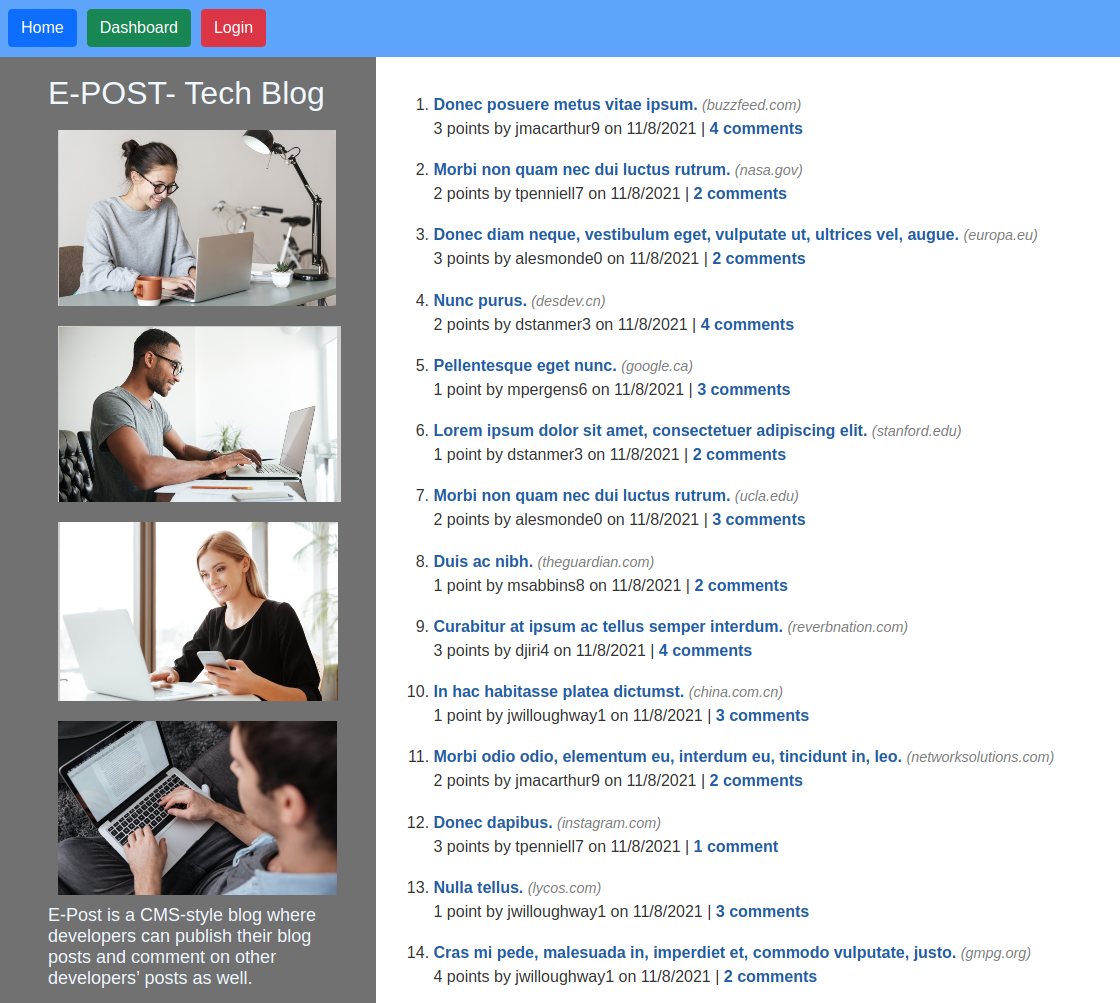 Home Dashboard Login
E-POST- Tech Blog
E-Post is a CMS-style blog where
developers can publish their blog
posts and comment on other
developers’ posts as well.
1. Donec posuere metus vitae ipsum. (buzzfeed.com)
3 points by jmacarthur9 on 11/8/2021 | 4 comments
2. Morbi non quam nec dui luctus rutrum. (nasa.gov)
2 points by tpenniell7 on 11/8/2021 | 2 comments
3. Donec diam neque, vestibulum eget, vulputate ut, ultrices vel, augue. (europa.eu)
3 points by alesmonde0 on 11/8/2021 | 2 comments
4. Nunc purus. (desdev.cn)
2 points by dstanmer3 on 11/8/2021 | 4 comments
5. Pellentesque eget nunc. (google.ca)
1 point by mpergens6 on 11/8/2021 | 3 comments
6. Lorem ipsum dolor sit amet, consectetuer adipiscing elit. (stanford.edu)
1 point by dstanmer3 on 11/8/2021 | 2 comments
7. Morbi non quam nec dui luctus rutrum. (ucla.edu)
2 points by alesmonde0 on 11/8/2021 | 3 comments
8. Duis ac nibh. (theguardian.com)
1 point by msabbins8 on 11/8/2021 | 2 comments
9. Curabitur at ipsum ac tellus semper interdum. (reverbnation.com)
3 points by djiri4 on 11/8/2021 | 4 comments
10. In hac habitasse platea dictumst. (china.com.cn)
1 point by jwilloughway1 on 11/8/2021 | 3 comments
11. Morbi odio odio, elementum eu, interdum eu, tincidunt in, leo. (networksolutions.com)
2 points by jmacarthur9 on 11/8/2021 | 2 comments
12. Donec dapibus. (instagram.com)
3 points by tpenniell7 on 11/8/2021 | 1 comment
13. Nulla tellus. (lycos.com)
1 point by jwilloughway1 on 11/8/2021 | 3 comments
14. Cras mi pede, malesuada in, imperdiet et, commodo vulputate, justo. (gmpg.org)
4 points by jwilloughway1 on 11/8/2021 | 2 comments